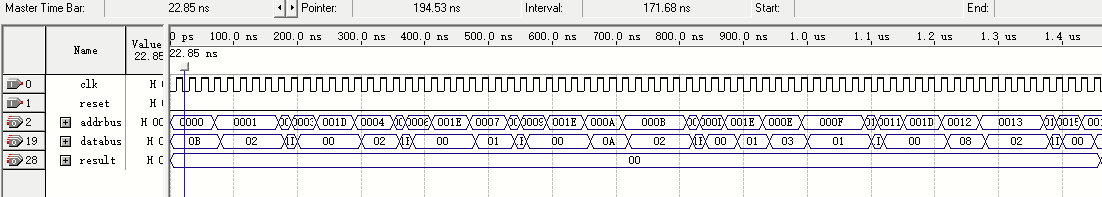 Master Time Bar: 22.85 ns Pointer: 194.53 ns Interval: 171.68 ns Start: End:
Name Value 22.85 0 ps 100.0 ns 200.0 ns 300.0 ns 400.0 ns 500.0 ns 600.0 ns 700.0 ns 800.0 ns 900.0 ns 1.0 us 1.1 us 1.2 us 1.3 us 1.4 us
22.85 ns
0 clk H
1 reset H
2 addrbus H 0000 0001 001D 0004 001E 0007 001E 000A 000B 001E 000E 000F 001D 0012 0013
19 databus H 0B 02 00 02 00 01 00 0A 02 00 01 03 01 00 08 02 00
28 result H 00